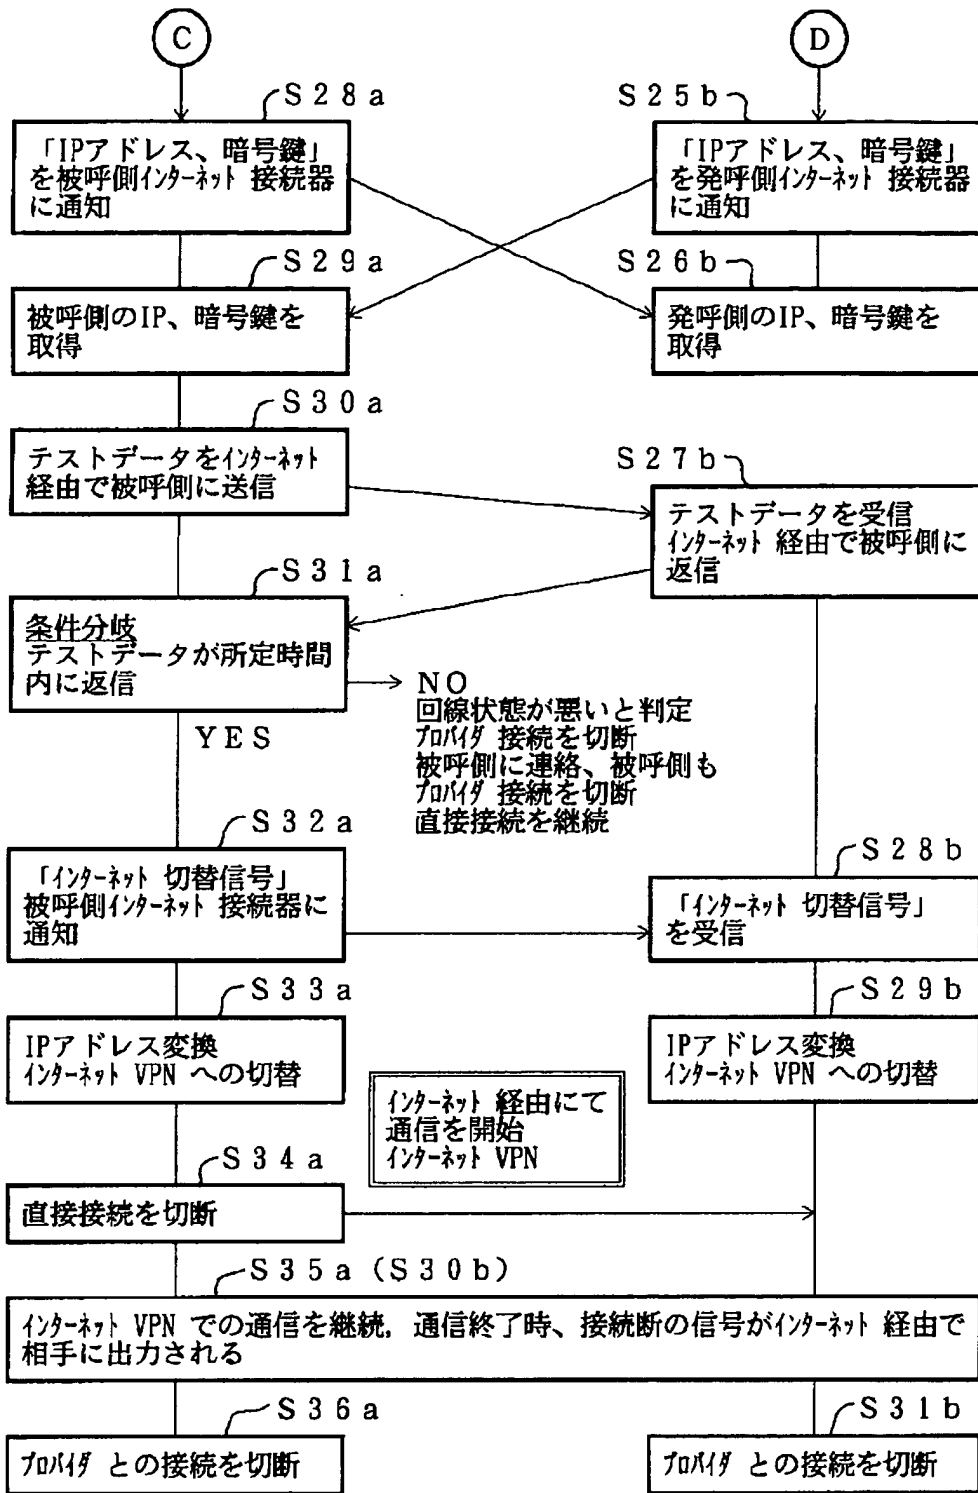 C
D
S28a
S25b
「IPアドレス、暗号鍵」
を被呼側インターネット 接続器
に通知
「IPアドレス、暗号鍵」
を発呼側インターネット 接続器
に通知
S29a
S26b
被呼側のIP、暗号鍵を
取得
発呼側のIP、暗号鍵を
取得
S30a
テストデータをインターネット
経由で被呼側に送信
S27b
テストデータを受信
インターネット 経由で被呼側に
返信
S31a
条件分岐
テストデータが所定時間
内に返信
NO
回線状態が悪いと判定
プロバイダ 接続を切断
被呼側に連絡、被呼側も
プロバイダ 接続を切断
直接接続を継続
YES
S32a
「インターネット 切替信号」
被呼側インターネット 接続器に
通知
S28b
「インターネット 切替信号」
を受信
S33a
IPアドレス変換
インターネット VPN への切替
S29b
IPアドレス変換
インターネット VPN への切替
インターネット 経由にて
通信を開始
インターネット VPN
S34a
直接接続を切断
S35a(S30b)
インターネット VPN での通信を継続. 通信終了時、接続断の信号がインターネット 経由で
相手に出力される
S36a
プロバイダ との接続を切断
S31b
プロバイダ との接続を切断